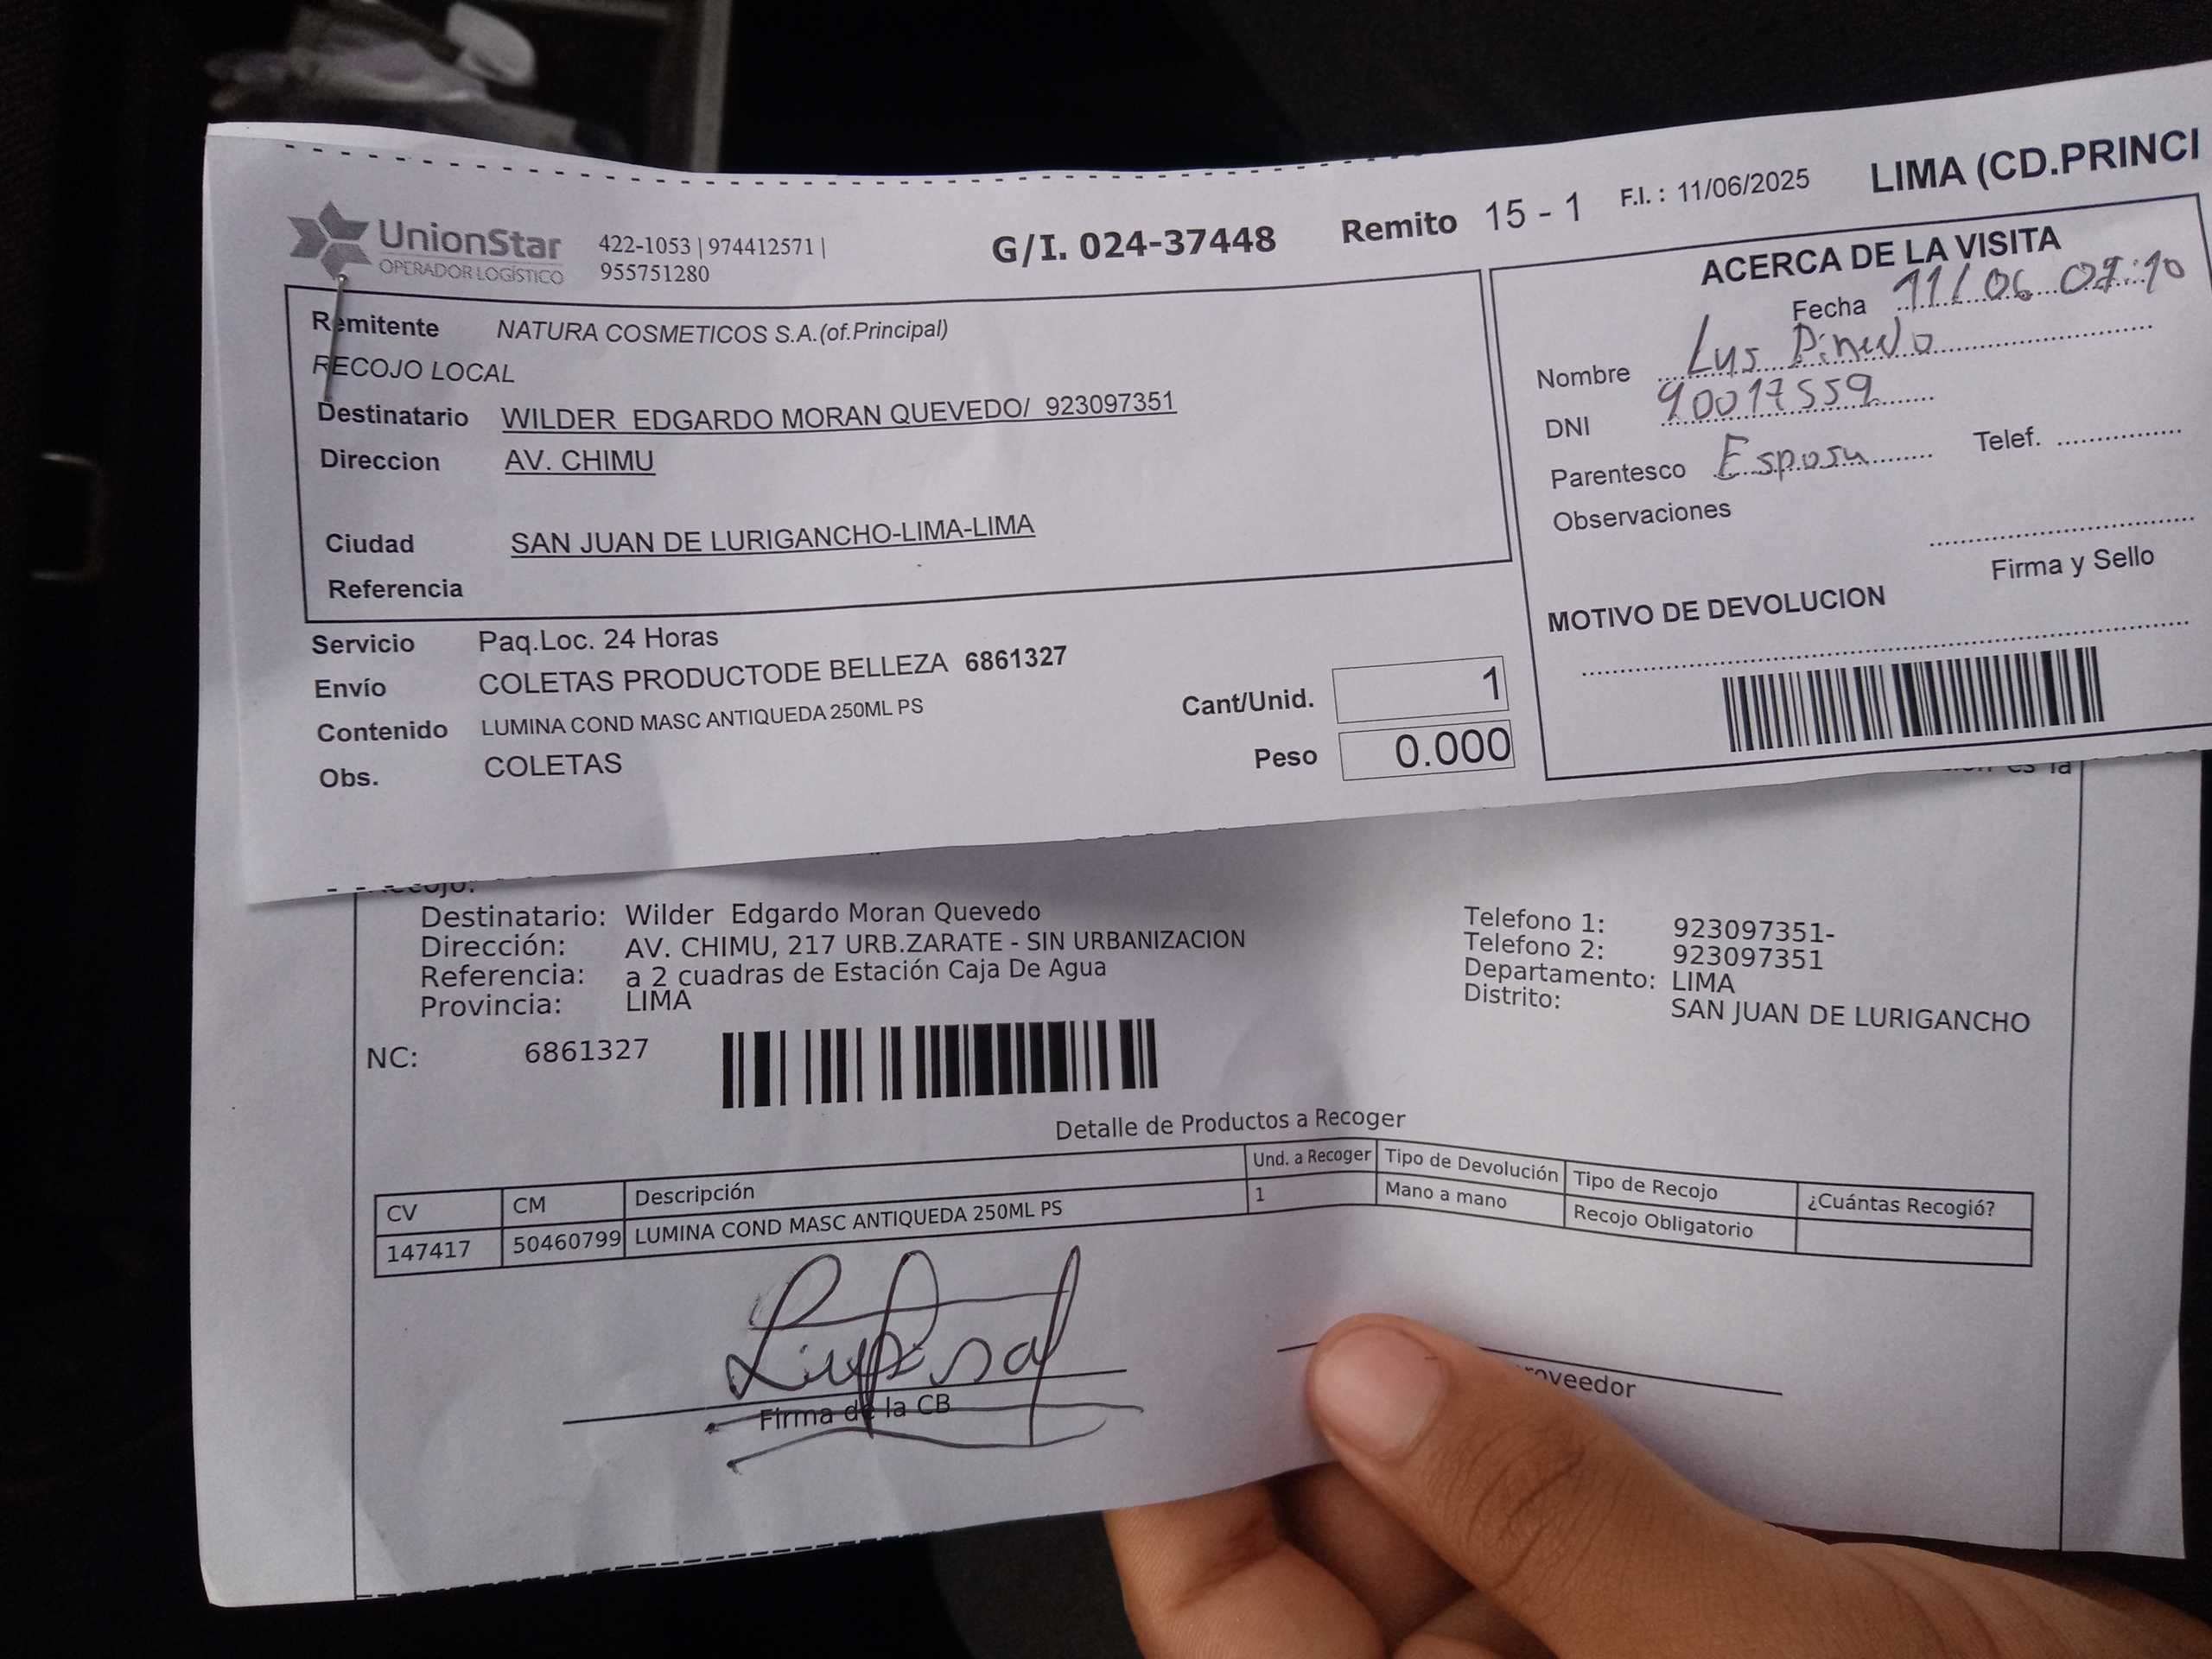 UnionStar
OPERADOR LOGÍSTICO
422-1053 | 974412571 |
955751280
G/I. 024-37448
Remito 15 - 1
F.I. : 11/06/2025
LIMA (CD.PRINCI
Remitente NATURA COSMETICOS S.A.(of.Principal)
RECOJO LOCAL
Destinatario WILDER EDGARDO MORAN QUEVEDO/ 923097351
Direccion AV. CHIMU
Ciudad SAN JUAN DE LURIGANCHO-LIMA-LIMA
Referencia
ACERCA DE LA VISITA
Fecha 11/06
Nombre
DNI 90017559
Parentesco Esposa Telef.
Observaciones
Firma y Sello
MOTIVO DE DEVOLUCION
Servicio Paq.Loc. 24 Horas
Envío COLETAS PRODUCTODE BELLEZA 6861327
Contenido LUMINA COND MASC ANTIQUEDA 250ML PS
Obs. COLETAS
Cant/Unid. 1
Peso 0.000
es la
Destinatario: Wilder Edgardo Moran Quevedo
Dirección: AV. CHIMU, 217 URB.ZARATE - SIN URBANIZACION
Referencia: a 2 cuadras de Estación Caja De Agua
Provincia: LIMA
Telefono 1: 923097351-
Telefono 2: 923097351
Departamento: LIMA
Distrito: SAN JUAN DE LURIGANCHO
NC: 6861327
Detalle de Productos a Recoger
CV CM Descripción Und. a Recoger Tipo de Devolución Tipo de Recojo ¿Cuántas Recogió?
147417 50460799 LUMINA COND MASC ANTIQUEDA 250ML PS 1 Mano a mano Recojo Obligatorio
Firma de la CB
roveedor